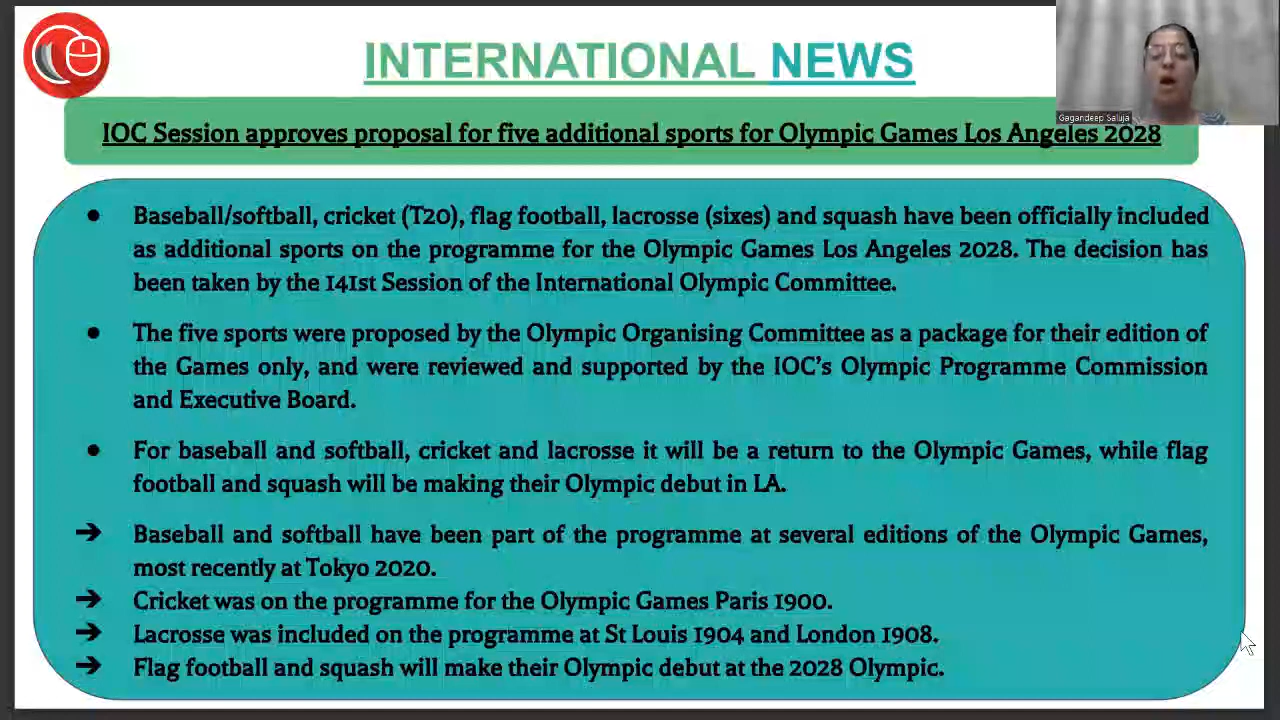 INTERNATIONAL NEWS
Gagandeep Saluja
IOC Session approves proposal for five additional sports for Olympic Games Los Angeles 2028
● Baseball/softball, cricket (T20), flag football, lacrosse (sixes) and squash have been officially included
as additional sports on the programme for the Olympic Games Los Angeles 2028. The decision has
been taken by the 141st Session of the International Olympic Committee.
● The five sports were proposed by the Olympic Organising Committee as a package for their edition of
the Games only, and were reviewed and supported by the IOC’s Olympic Programme Commission
and Executive Board.
● For baseball and softball, cricket and lacrosse it will be a return to the Olympic Games, while flag
football and squash will be making their Olympic debut in LA.
➔ Baseball and softball have been part of the programme at several editions of the Olympic Games,
most recently at Tokyo 2020.
➔ Cricket was on the programme for the Olympic Games Paris 1900.
➔ Lacrosse was included on the programme at St Louis 1904 and London 1908.
➔ Flag football and squash will make their Olympic debut at the 2028 Olympic.